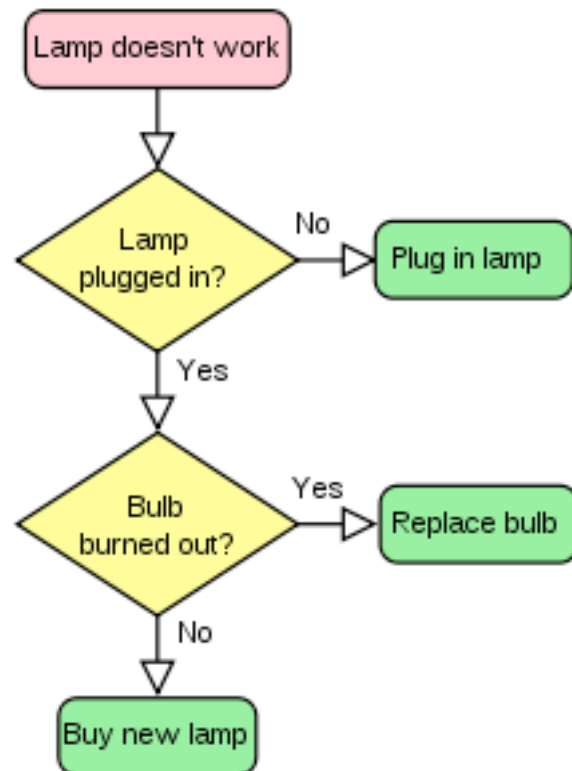 Lamp doesn't work
Lamp
plugged in?
No
Plug in lamp
Yes
Bulb
burned out?
Yes
Replace bulb
No
Buy new lamp